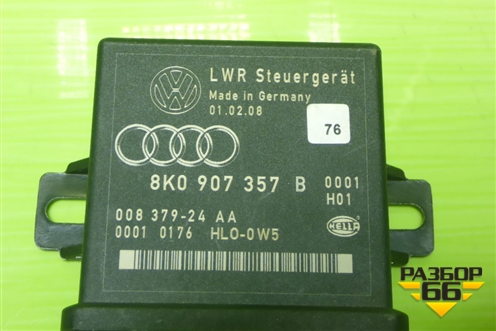 LWR Steuergerät
Made in Germany
01.02.08
76
8K0 907 357 B 0001
H01
008 379-24 AA
0001 0176 HLO-0W5
HELLA
РАЗБОР
66